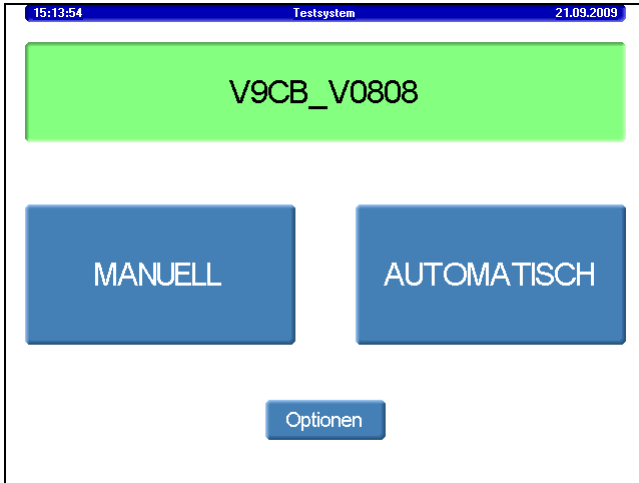 15:13:54 Testsystem 21.09.2009
V9CB_V0808
MANUELL AUTOMATISCH
Optionen